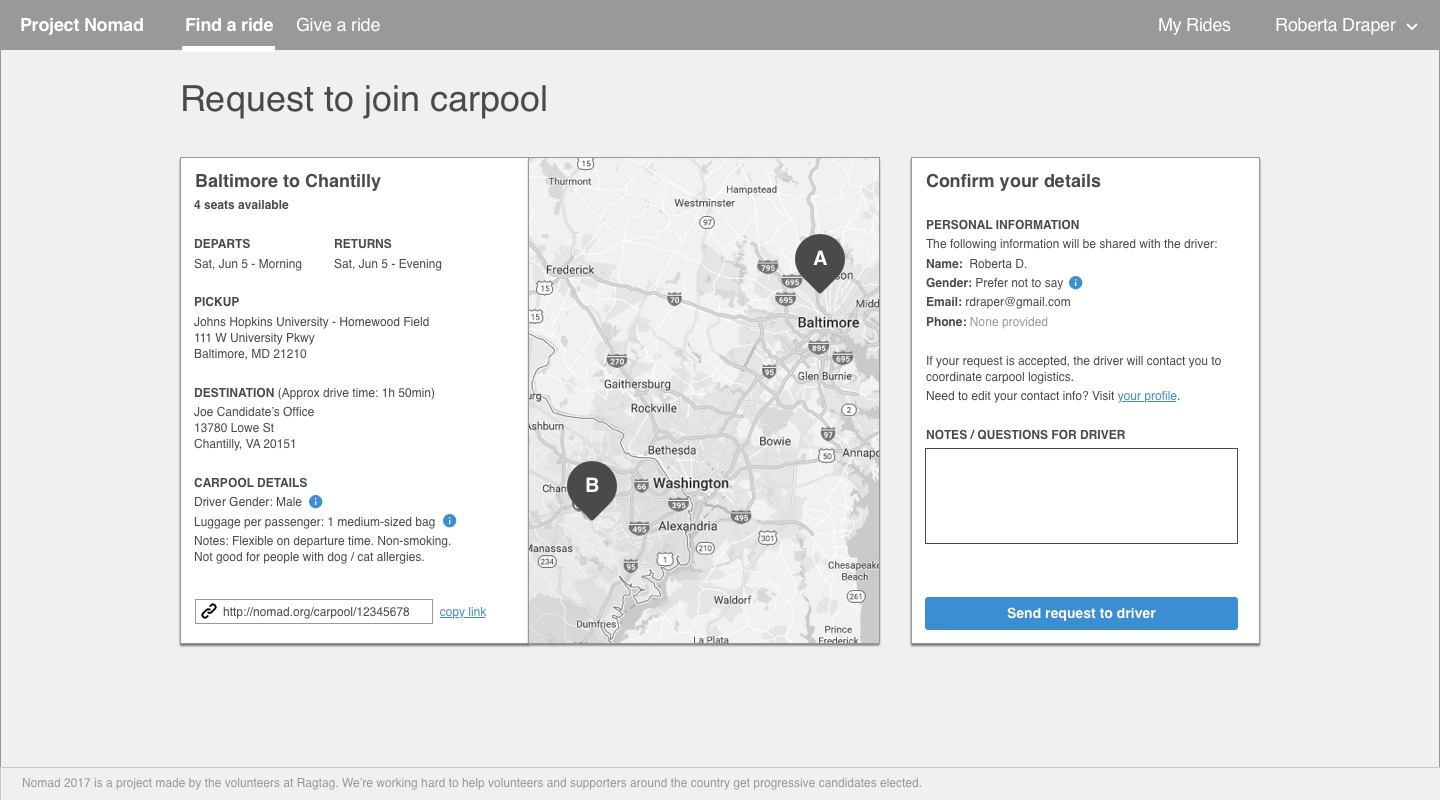 Project Nomad
Find a ride
Give a ride
My Rides
Roberta Draper
Request to join carpool
Baltimore to Chantilly
4 seats available
DEPARTS
Sat, Jun 5 - Morning
RETURNS
Sat, Jun 5 - Evening
PICKUP
Johns Hopkins University - Homewood Field
111 W University Pkwy
Baltimore, MD 21210
DESTINATION (Approx drive time: 1h 50min)
Joe Candidate’s Office
13780 Lowe St
Chantilly, VA 20151
CARPOOL DETAILS
Driver Gender: Male
Luggage per passenger: 1 medium-sized bag
Notes: Flexible on departure time. Non-smoking.
Not good for people with dog / cat allergies.
http://nomad.org/carpool/12345678
copy link
15
Thurmont
Hampstead
Westminster
97
A
Frederick
795
son
695
15
70
695
Midd
15
Baltimore
895
695
270
95
Glen Burnie
Gaithersburg
urg
Rockville
2
Ashburn
97
Bowie
Bethesda
50
Annapo
B
Chan
66
Washington
395
495
495
Alexandria
301
Manassas
210
234
1
95
Chesapeake
Beach
Waldorf
261
Dumfries
Prince
Frederick
La Plata
Confirm your details
PERSONAL INFORMATION
The following information will be shared with the driver:
Name: Roberta D.
Gender: Prefer not to say
Email: rdraper@gmail.com
Phone: None provided
If your request is accepted, the driver will contact you to
coordinate carpool logistics.
Need to edit your contact info? Visit your profile.
NOTES / QUESTIONS FOR DRIVER
Send request to driver
Nomad 2017 is a project made by the volunteers at Ragtag. We’re working hard to help volunteers and supporters around the country get progressive candidates elected.